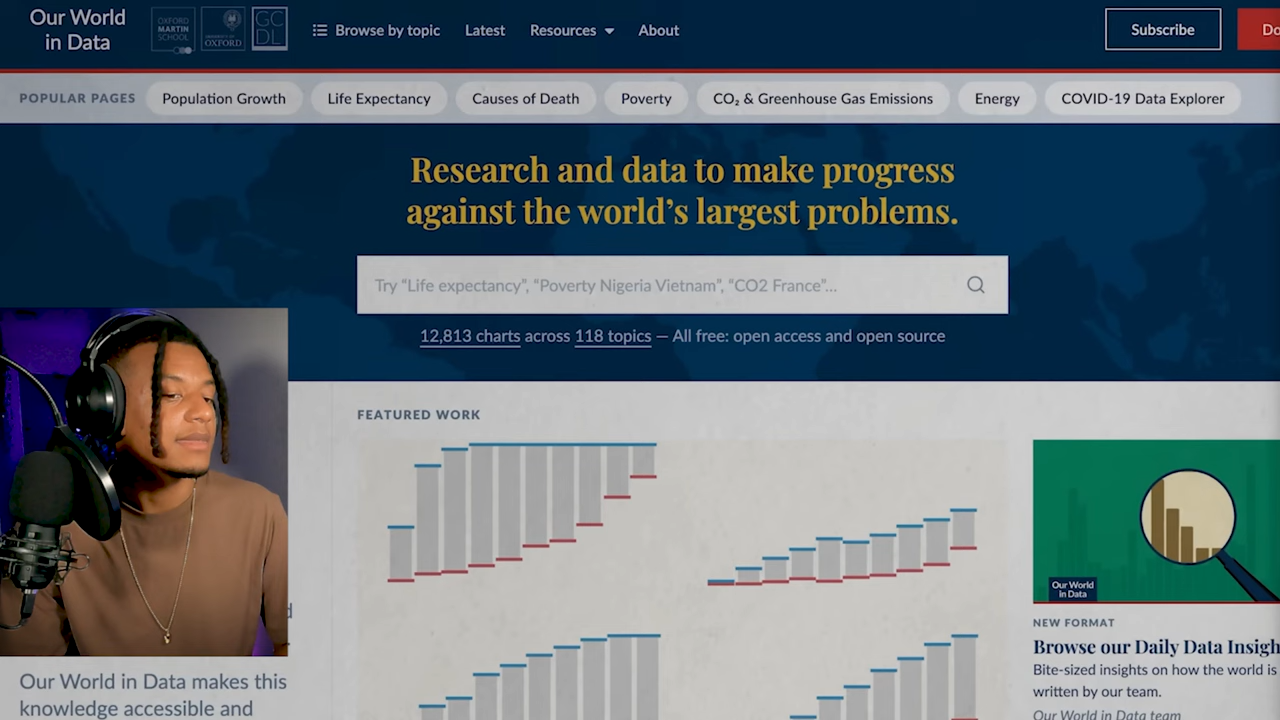 Our World
in Data
OXFORD
MARTIN
SCHOOL
OXFORD
GC
DL
Browse by topic
Latest
Resources
About
Subscribe
POPULAR PAGES
Population Growth
Life Expectancy
Causes of Death
Poverty
CO₂ & Greenhouse Gas Emissions
Energy
COVID-19 Data Explorer
Research and data to make progress
against the world's largest problems.
Try “Life expectancy”, “Poverty Nigeria Vietnam”, “CO2 France”...
12,813 charts across 118 topics — All free: open access and open source
FEATURED WORK
Our World
in Data
NEW FORMAT
Browse our Daily Data Insigh
Bite-sized insights on how the world is
written by our team.
Our World in Data team
Our World in Data makes this
knowledge accessible and